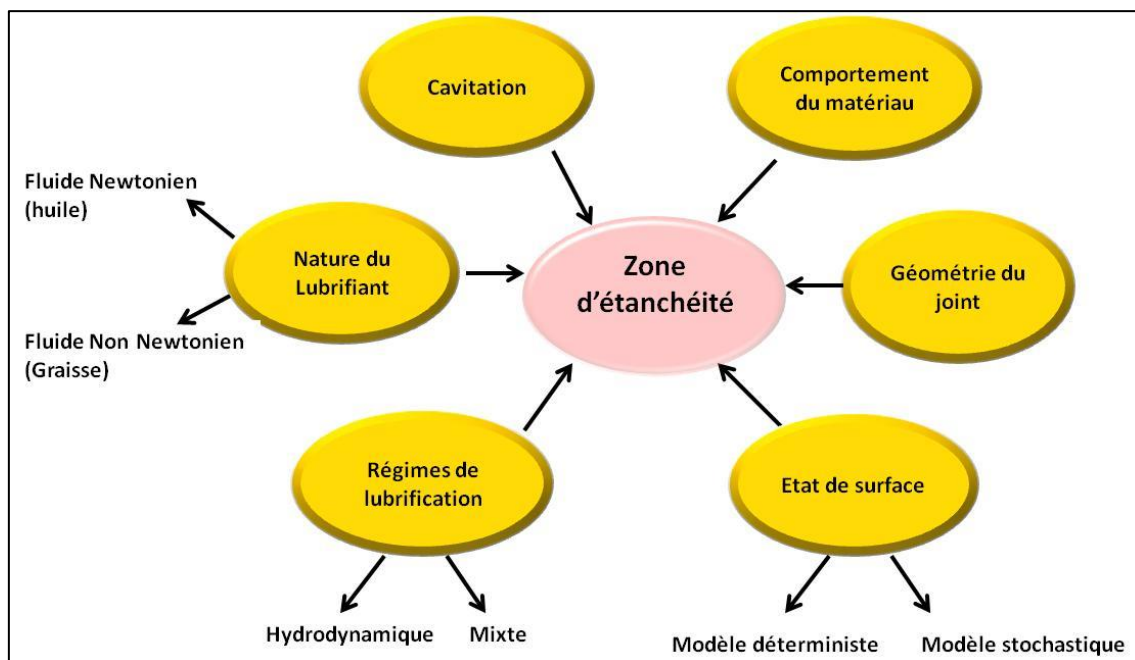 Cavitation
Comportement
du matériau
Fluide Newtonien
(huile)
Nature du
Lubrifiant
Zone
d'étanchéité
Géométrie du
joint
Fluide Non Newtonien
(Graisse)
Régimes de
lubrification
Etat de surface
Hydrodynamique
Mixte
Modèle déterministe
Modèle stochastique